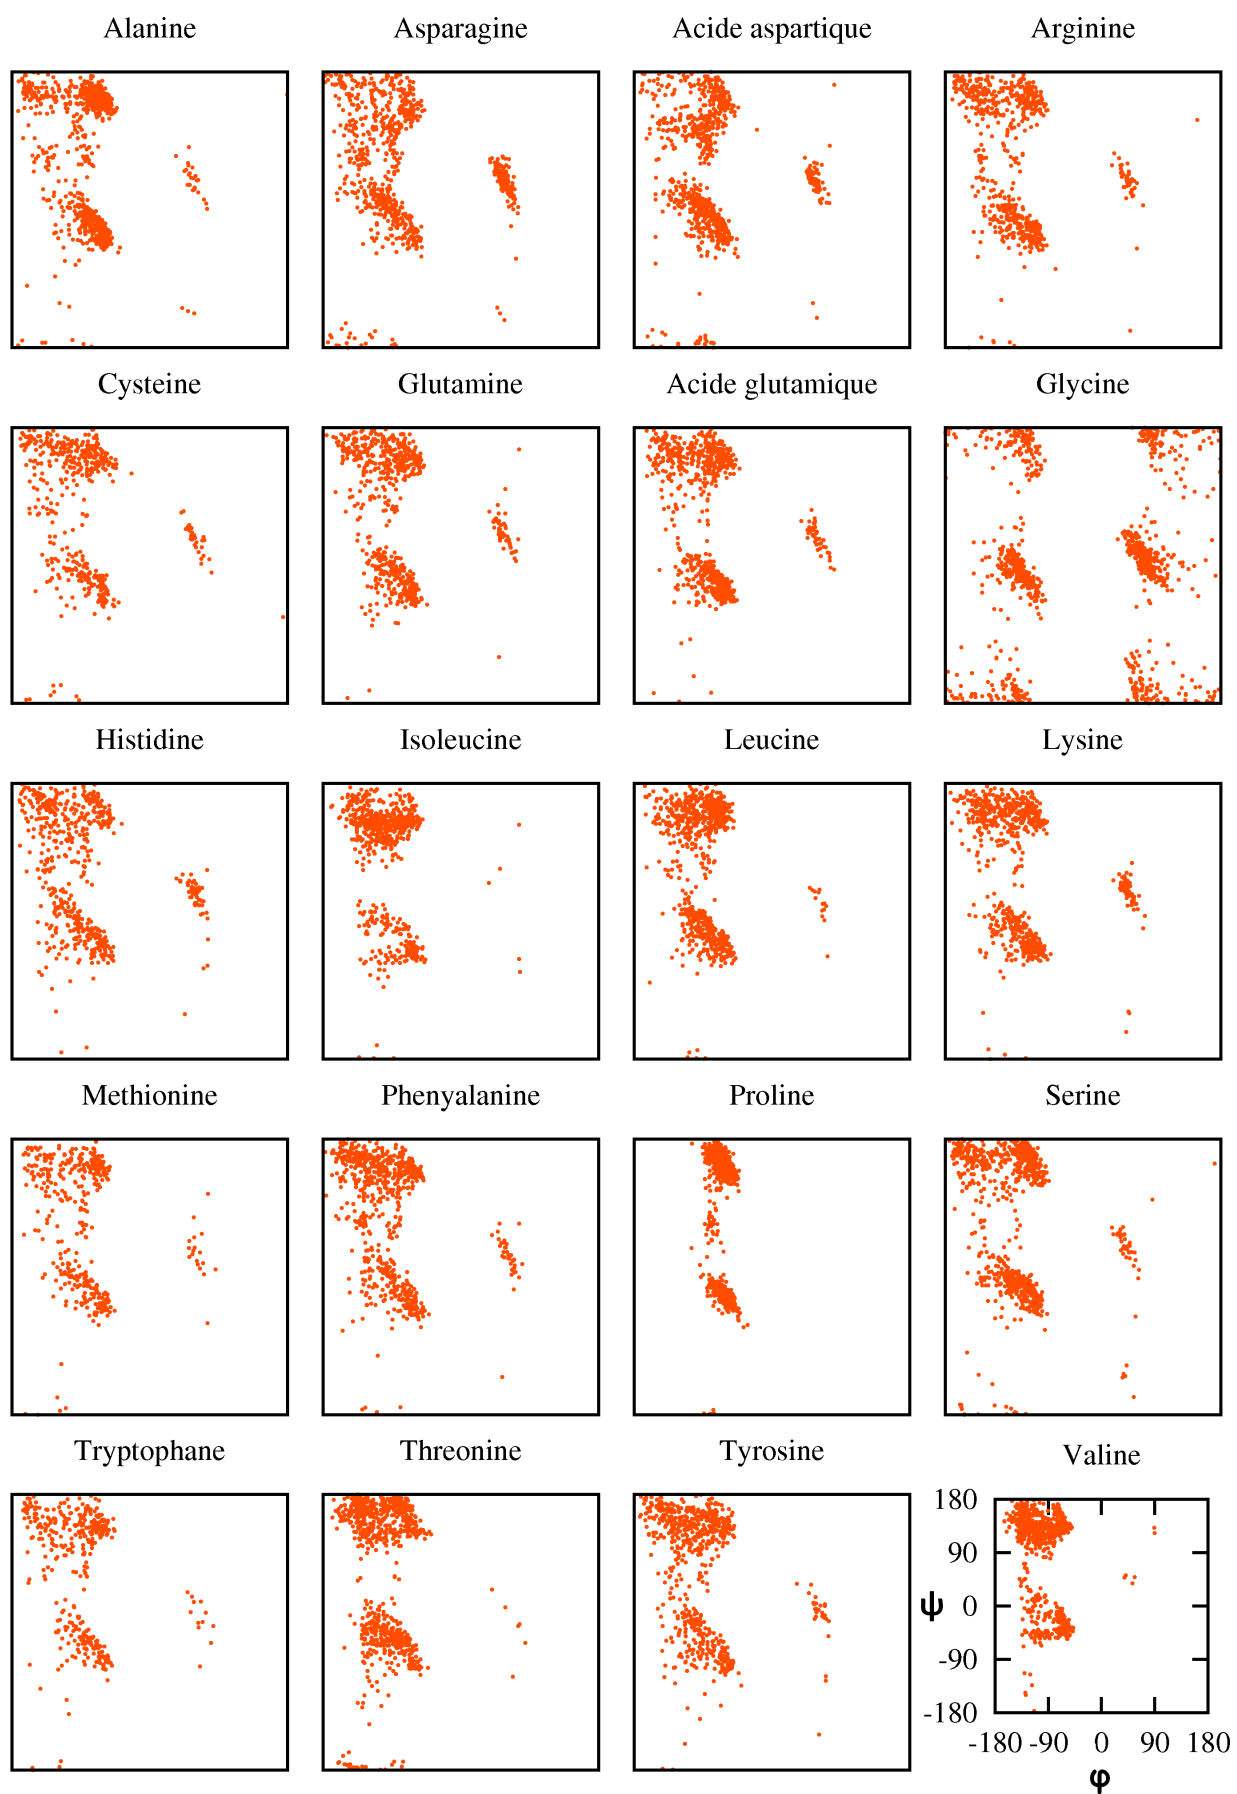 Alanine Asparagine Acide aspartique Arginine
Cysteine Glutamine Acide glutamique Glycine
Histidine Isoleucine Leucine Lysine
Methionine Phenyalanine Proline Serine
Tryptophane Threonine Tyrosine Valine
180
90
ψ 0
-90
-180
-180 -90 0 90 180
φ